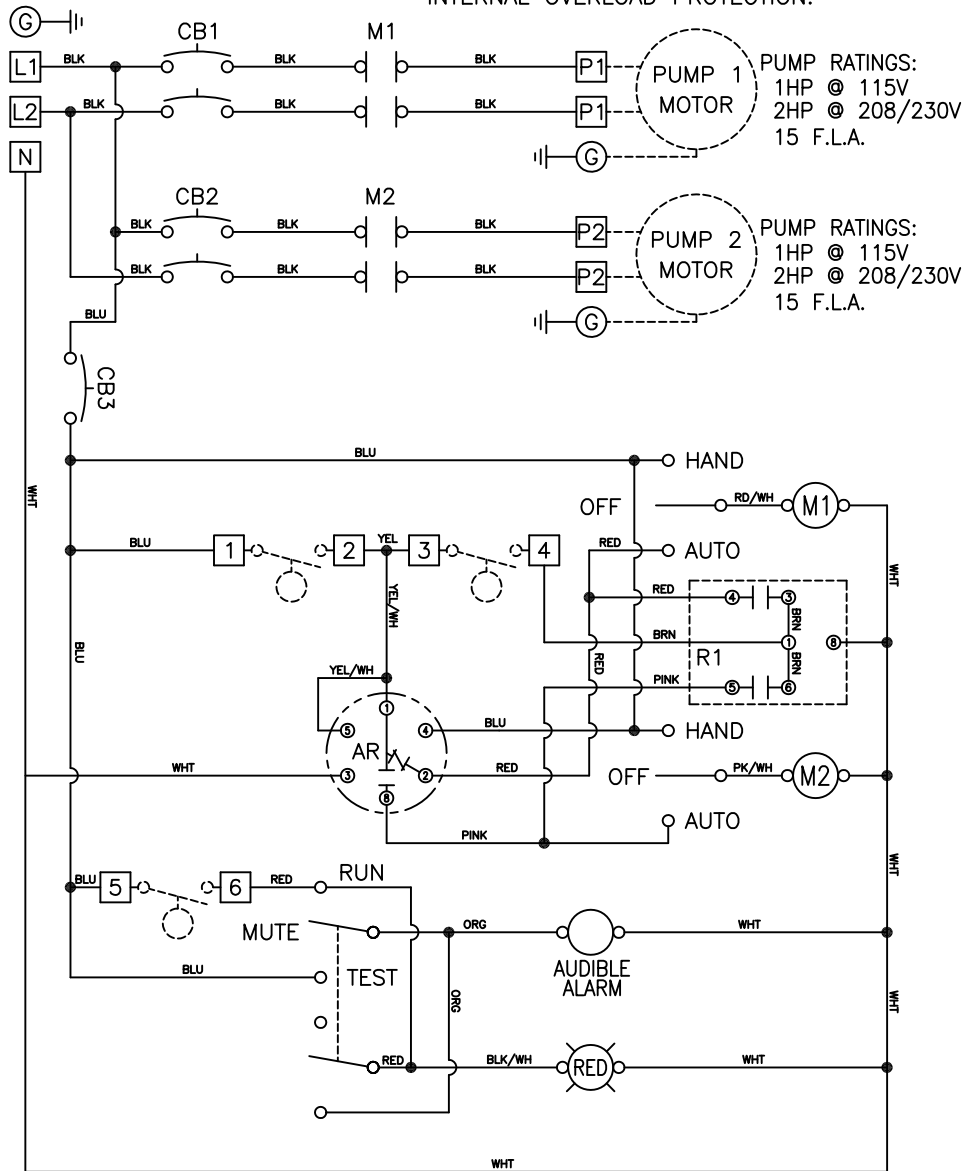 INTERNAL OVERLOAD PROTECTION.
G
CB1 M1
L1 BLK BLK BLK P1 PUMP 1 MOTOR
PUMP RATINGS:
1HP @ 115V
2HP @ 208/230V
15 F.L.A.
L2 BLK BLK BLK P1
N G
CB2 M2
BLK BLK BLK P2 PUMP 2 MOTOR
PUMP RATINGS:
1HP @ 115V
2HP @ 208/230V
15 F.L.A.
BLK BLK BLK P2
BLU G
CB3
BLU HAND
WHT OFF RD/WH M1
BLU 1 2 YEL 3 4 RED AUTO WHT
YEL/WH RED 4 3 BRN
BRN 1 8
BLU YEL/WH RED R1 BRN
PINK 5 6
1
5 4 BLU HAND
AR
WHT 3 2 RED OFF PK/WH M2
8
PINK AUTO
WHT
BLU 5 6 RED RUN
MUTE ORG WHT
AUDIBLE
ALARM
BLU TEST ORG WHT
RED BLK/WH RED WHT
WHT